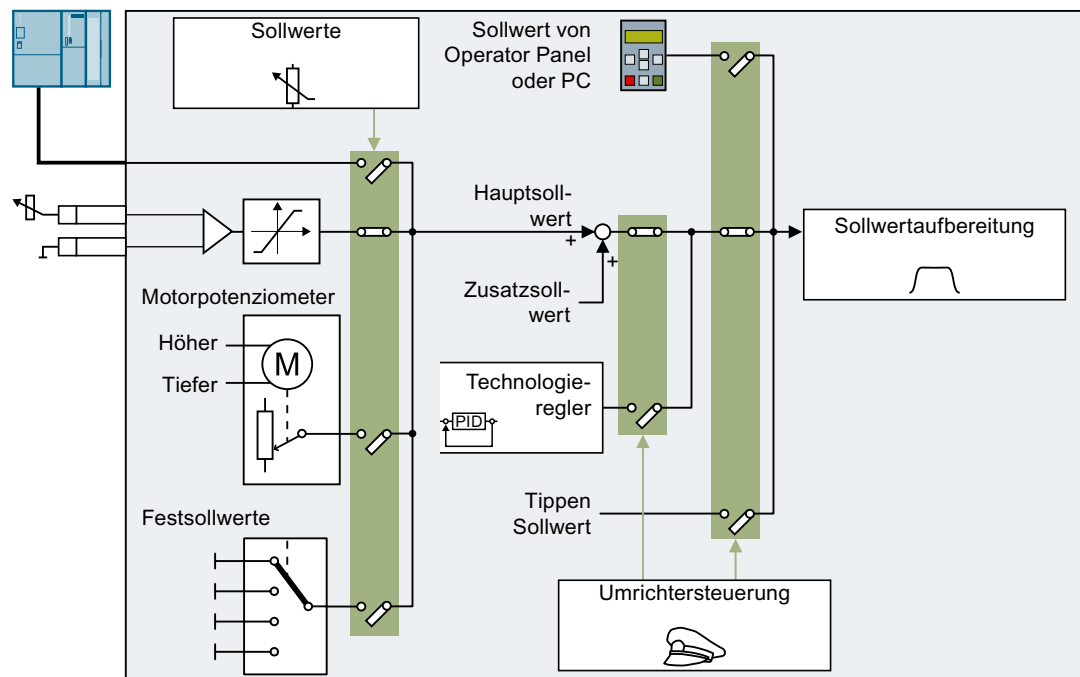 Sollwerte
Sollwert von
Operator Panel
oder PC
Hauptsoll-
wert
+
+
Sollwertaufbereitung
Zusatzsoll-
wert
Motorpotenziometer
Höher
Tiefer
M
Technologie-
regler
PID
Festsollwerte
Tippen
Sollwert
Umrichtersteuerung